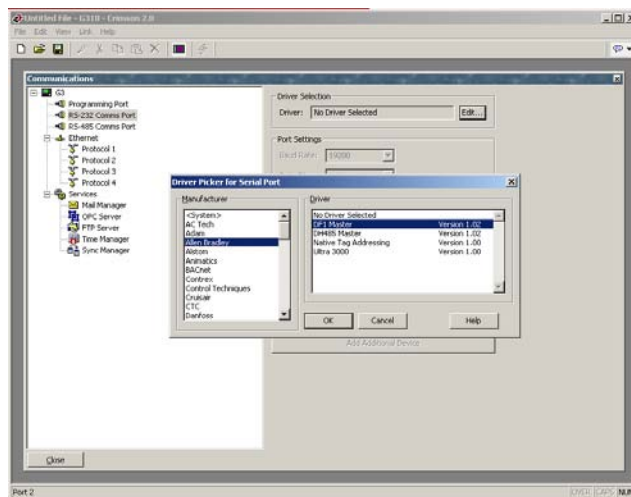 Untitled File - G310 - Crimson 2.0
File Edit View Link Help
Communications
G3
Programming Port
RS-232 Comms Port
RS-485 Comms Port
Ethernet
Protocol 1
Protocol 2
Protocol 3
Protocol 4
Services
Mail Manager
OPC Server
FTP Server
Time Manager
Sync Manager
Driver Selection
Driver: No Driver Selected Edit...
Port Settings
Baud Rate: 19200
Driver Picker for Serial Port
Manufacturer
<System>
AC Tech
Adam
Allen Bradley
Alstom
Animatics
BACnet
Contrex
Control Techniques
Cruisair
CTC
Danfoss
Driver
No Driver Selected
DF1 Master Version 1.02
DH485 Master Version 1.02
Native Tag Addressing Version 1.00
Ultra 3000 Version 1.00
OK Cancel Help
Add Additional Device
Close
Port 2 OVER CAPS NUM